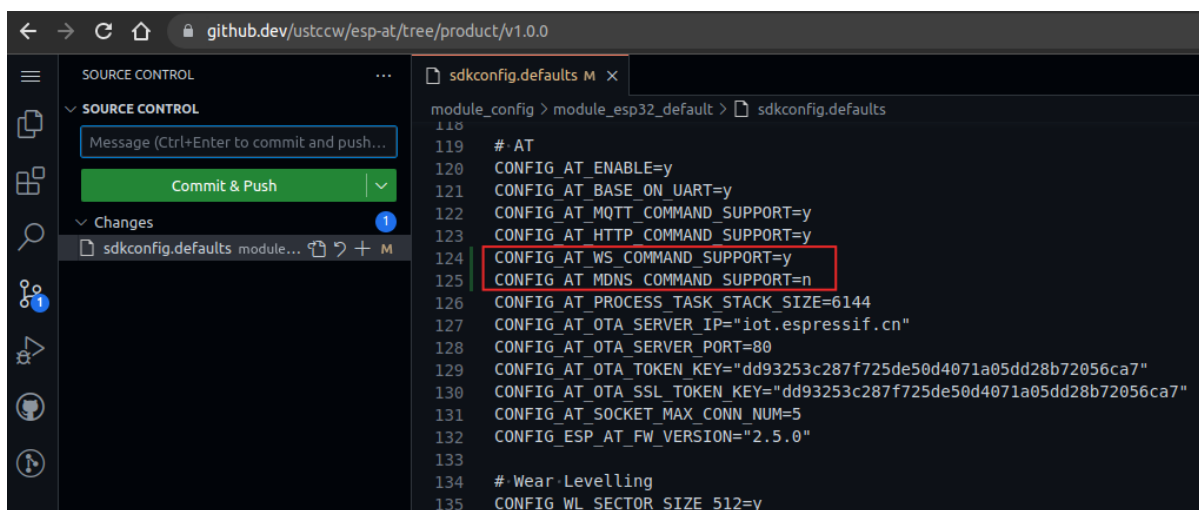 github.dev/ustccw/esp-at/tree/product/v1.0.0
SOURCE CONTROL ...
sdkconfig.defaults M ×
SOURCE CONTROL
module_config > module_esp32_default > sdkconfig.defaults
Message (Ctrl+Enter to commit and push...
Commit & Push
Changes 1
sdkconfig.defaults module... M
1
118
119 # AT
120 CONFIG_AT_ENABLE=y
121 CONFIG_AT_BASE_ON_UART=y
122 CONFIG_AT_MQTT_COMMAND_SUPPORT=y
123 CONFIG_AT_HTTP_COMMAND_SUPPORT=y
124 CONFIG_AT_WS_COMMAND_SUPPORT=y
125 CONFIG_AT_MDNS_COMMAND_SUPPORT=n
126 CONFIG_AT_PROCESS_TASK_STACK_SIZE=6144
127 CONFIG_AT_OTA_SERVER_IP="iot.espressif.cn"
128 CONFIG_AT_OTA_SERVER_PORT=80
129 CONFIG_AT_OTA_TOKEN_KEY="dd93253c287f725de50d4071a05dd28b72056ca7"
130 CONFIG_AT_OTA_SSL_TOKEN_KEY="dd93253c287f725de50d4071a05dd28b72056ca7"
131 CONFIG_AT_SOCKET_MAX_CONN_NUM=5
132 CONFIG_ESP_AT_FW_VERSION="2.5.0"
133
134 # Wear Levelling
135 CONFIG_WL_SECTOR_SIZE_512=y